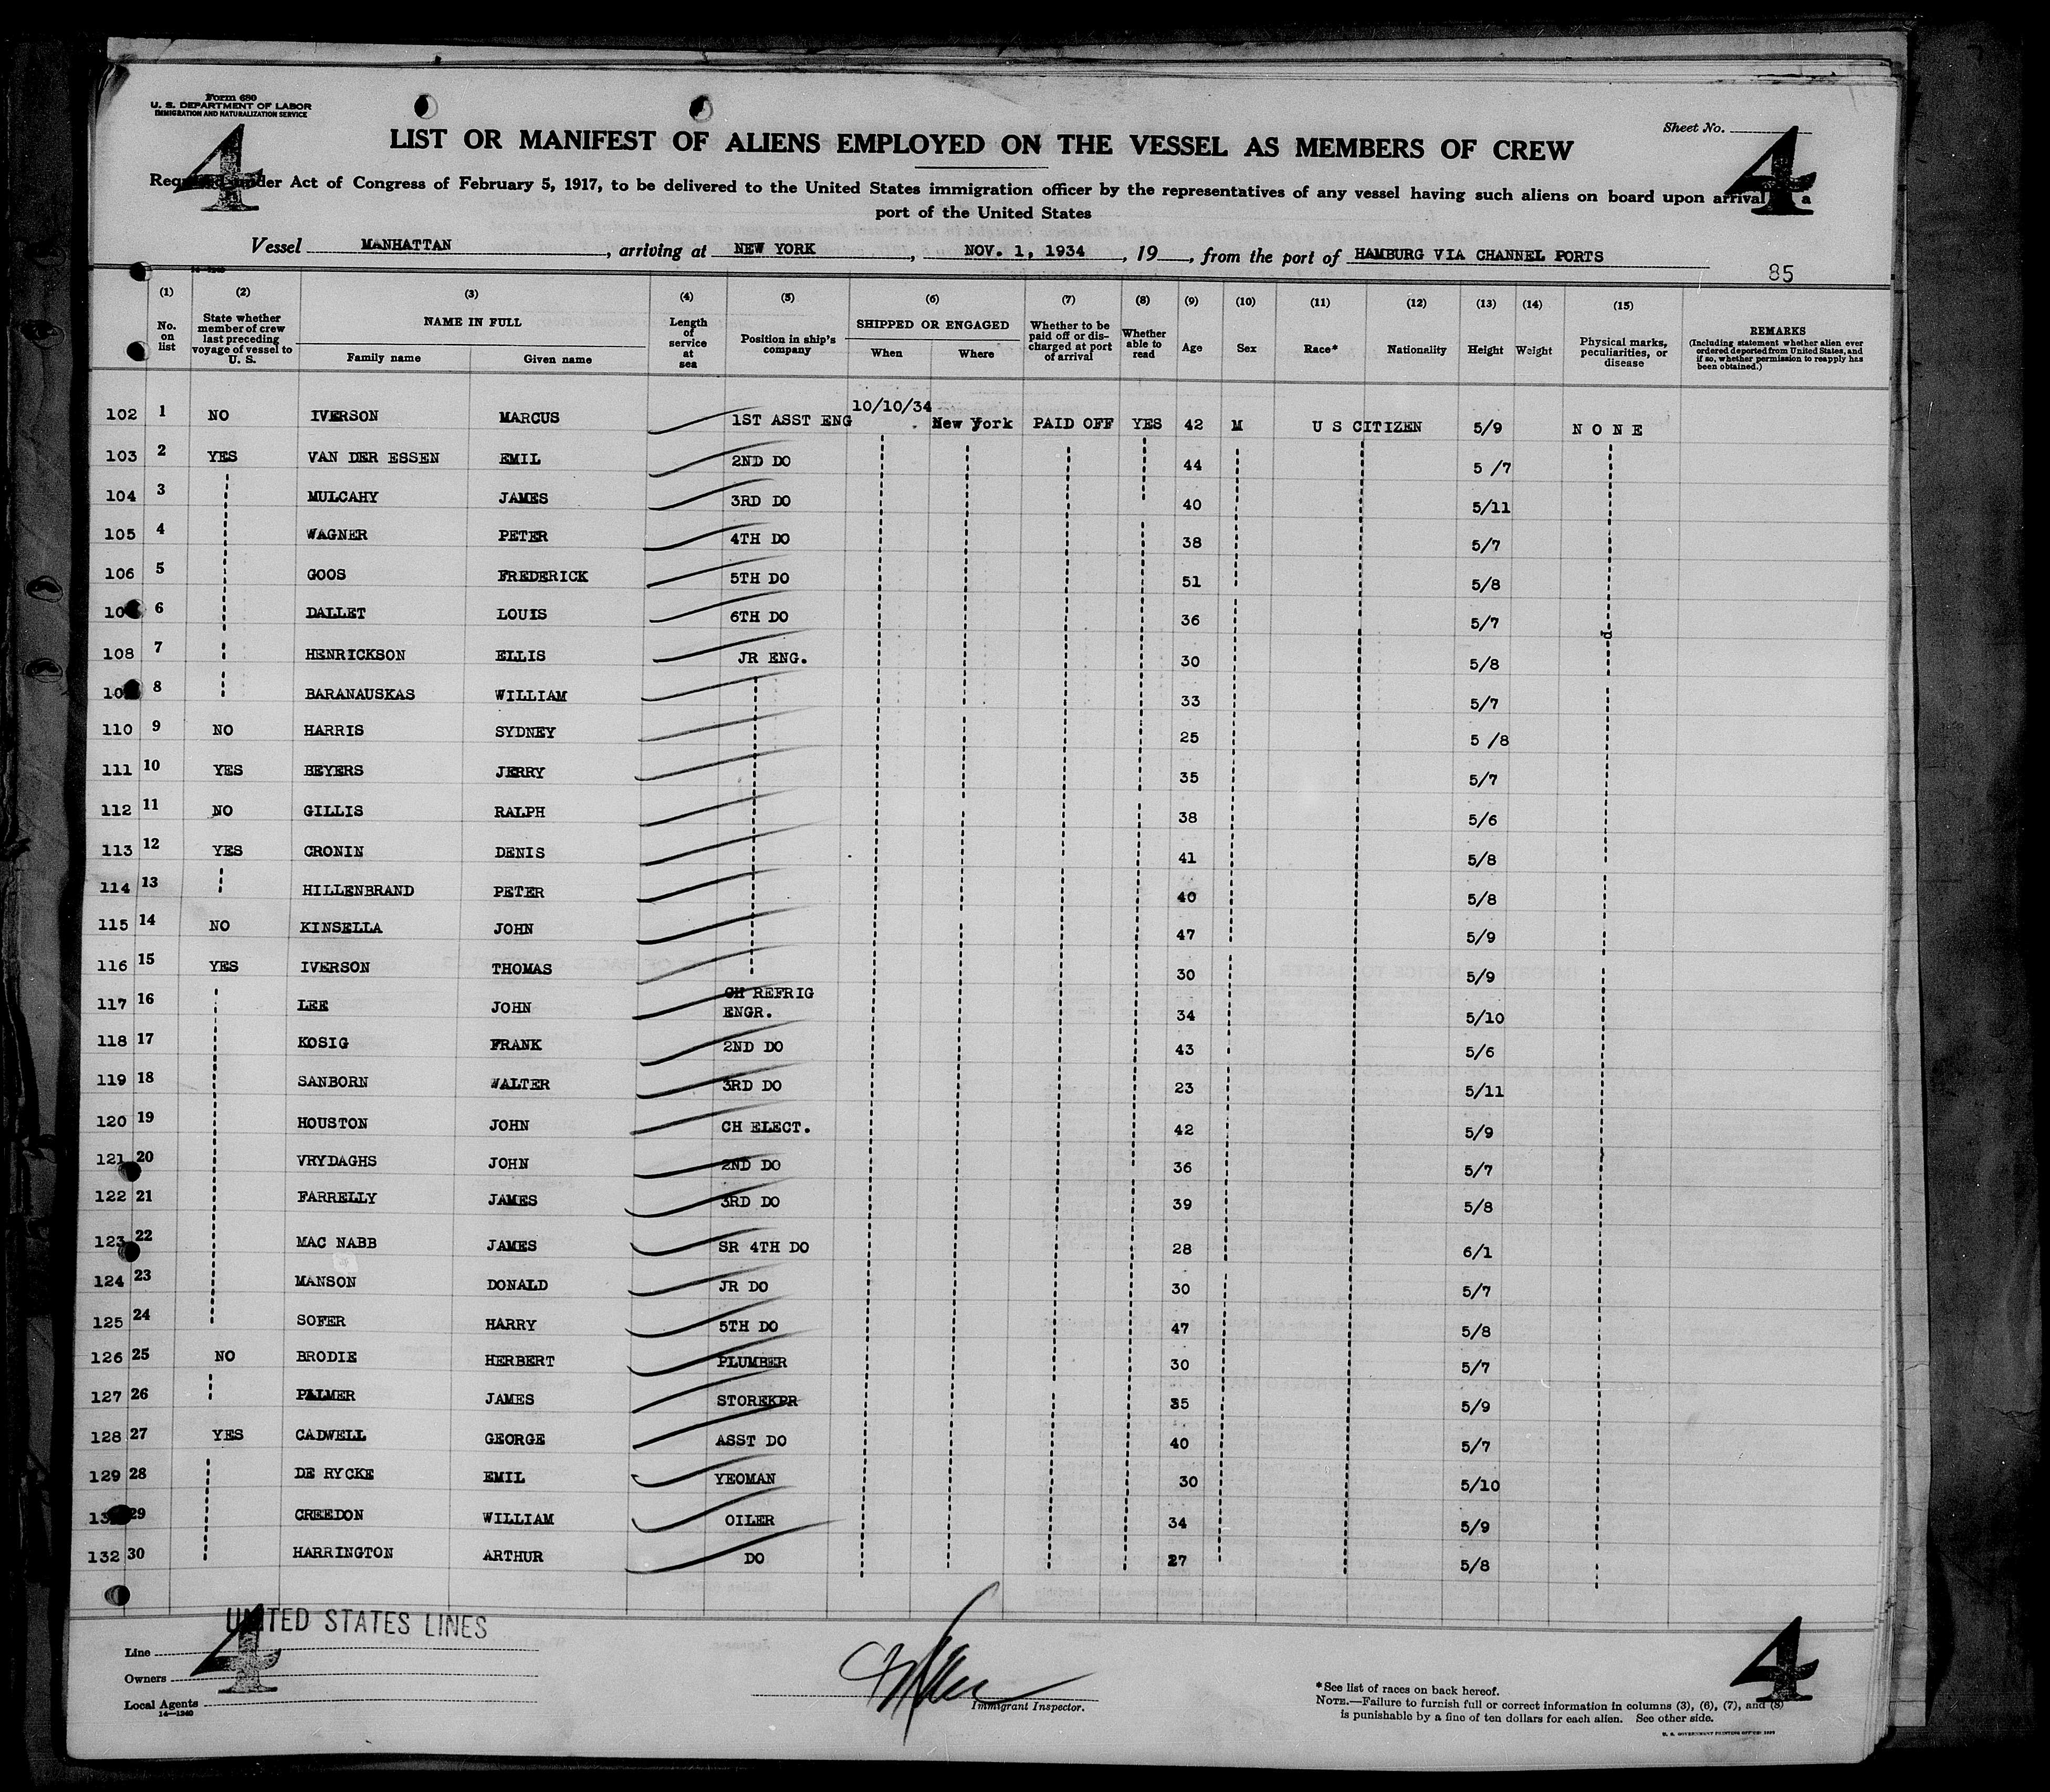 Form 680
U. S. DEPARTMENT OF LABOR
IMMIGRATION AND NATURALIZATION SERVICE
4
Sheet No.
4
LIST OR MANIFEST OF ALIENS EMPLOYED ON THE VESSEL AS MEMBERS OF CREW
Required under Act of Congress of February 5, 1917, to be delivered to the United States immigration officer by the representatives of any vessel having such aliens on board upon arrival a
port of the United States
Vessel MANHATTAN, arriving at NEW YORK, NOV. 1, 1934, 19, from the port of HAMBURG VIA CHANNEL PORTS
85
14—1240
(1) (2) (3) (4) (5) (6) (7) (8) (9) (10) (11) (12) (13) (14) (15)
No. on list
State whether member of crew last preceding voyage of vessel to U. S.
NAME IN FULL
Family name Given name
Length of service at sea
Position in ship's company
SHIPPED OR ENGAGED
When Where
Whether to be paid off or discharged at port of arrival
Whether able to read
Age
Sex
Race*
Nationality
Height
Weight
Physical marks, peculiarities, or disease
REMARKS
(Including statement whether alien ever ordered deported from United States, and if so, whether permission to reapply has been obtained.)
102 1 NO IVERSON MARCUS 1ST ASST ENG 10/10/34 New York PAID OFF YES 42 M U S CITIZEN 5/9 N O N E
103 2 YES VAN DER ESSEN EMIL 2ND DO 44 5 /7
104 3 MULCAHY JAMES 3RD DO 40 5/11
105 4 WAGNER PETER 4TH DO 38 5/7
106 5 GOOS FREDERICK 5TH DO 51 5/8
10 6 DALLET LOUIS 6TH DO 36 5/7
108 7 HENRICKSON ELLIS JR ENG. 30 5/8
10 8 BARANAUSKAS WILLIAM 33 5/7
110 9 NO HARRIS SYDNEY 25 5 /8
111 10 YES BEYERS JERRY 35 5/7
112 11 NO GILLIS RALPH 38 5/6
113 12 YES CRONIN DENIS 41 5/8
114 13 HILLENBRAND PETER 40 5/8
115 14 NO KINSELLA JOHN 47 5/9
116 15 YES IVERSON THOMAS 30 5/9
117 16 LEE JOHN CH REFRIG ENGR. 34 5/10
118 17 KOSIG FRANK 2ND DO 43 5/6
119 18 SANBORN WALTER 3RD DO 23 5/11
120 19 HOUSTON JOHN CH ELECT. 42 5/9
121 20 VRYDAGHS JOHN 2ND DO 36 5/7
122 21 FARRELLY JAMES 3RD DO 39 5/8
123 22 MAC NABB JAMES SR 4TH DO 28 6/1
124 23 MANSON DONALD JR DO 30 5/7
125 24 SOFER HARRY 5TH DO 47 5/8
126 25 NO BRODIE HERBERT PLUMBER 30 5/7
127 26 PALMER JAMES STOREKPR 35 5/9
128 27 YES CADWELL GEORGE ASST DO 40 5/7
129 28 DE RYCKE EMIL YEOMAN 30 5/10
13 29 CREEDON WILLIAM OILER 34 5/9
132 30 HARRINGTON ARTHUR DO 27 5/8
UNITED STATES LINES
4
4
Line
Owners
Local Agents
14—1240
Immigrant Inspector.
*See list of races on back hereof.
NOTE.—Failure to furnish full or correct information in columns (3), (6), (7), and (8)
is punishable by a fine of ten dollars for each alien. See other side.